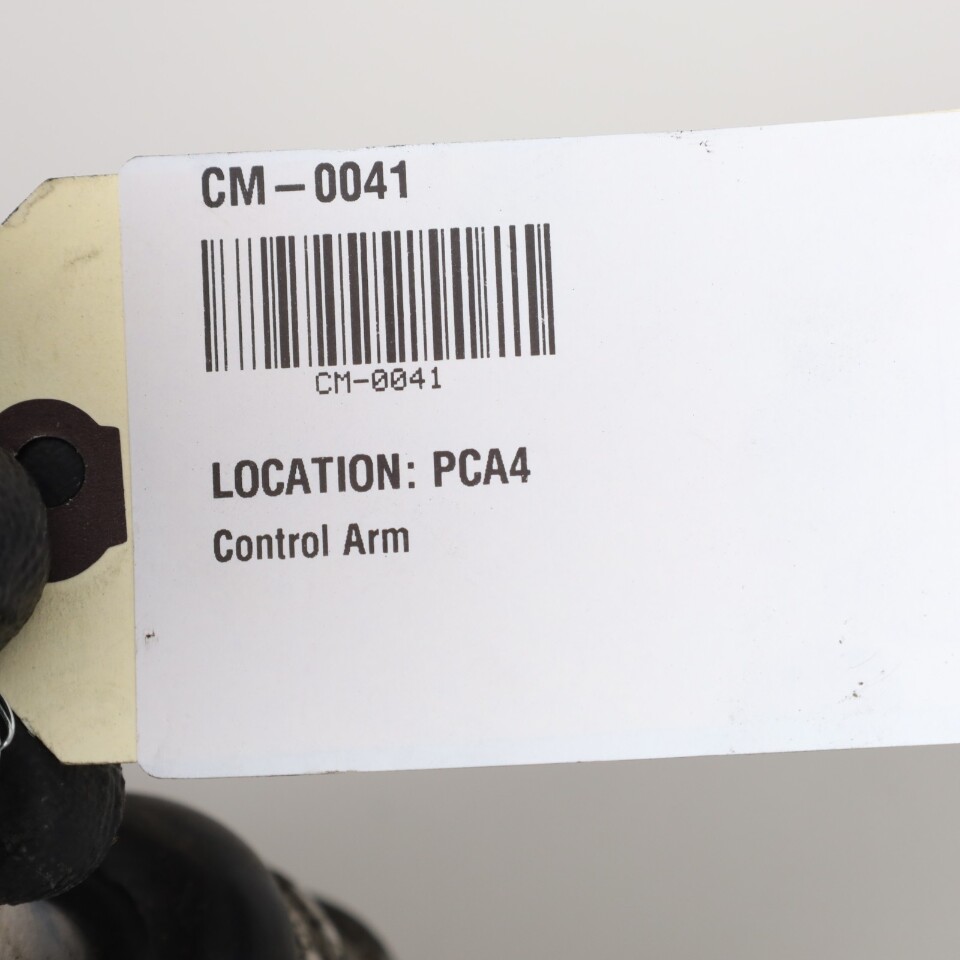 CM-0041
CM-0041
LOCATION: PCA4
Control Arm